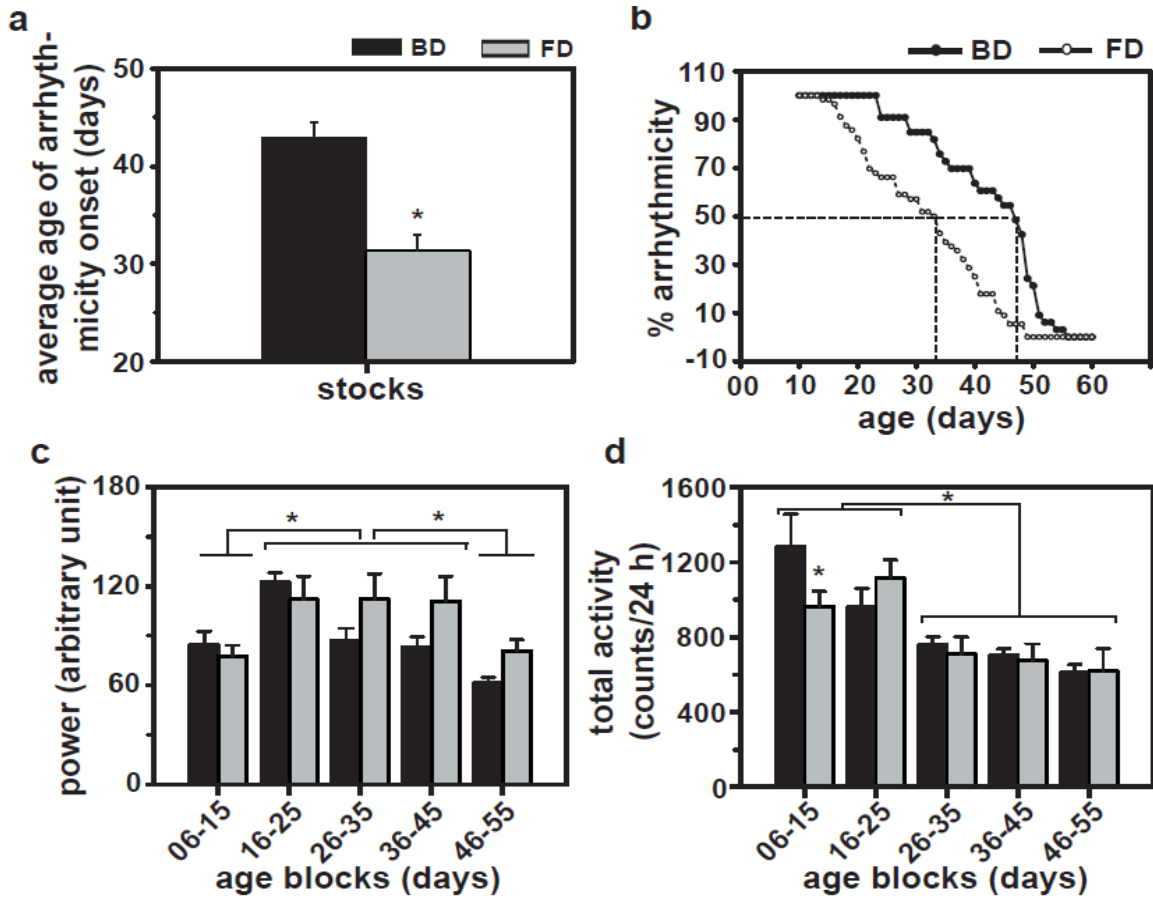 a
BD FD
average age of arrhyth-
micity onset (days)
50
40
30
20
*
stocks
b
BD FD
% arrhythmicity
110
90
70
50
30
10
-10
00 10 20 30 40 50 60
age (days)
c
power (arbitrary unit)
180
120
60
0
* *
06-15 16-25 26-35 36-45 46-55
age blocks (days)
d
total activity
(counts/24 h)
1600
1200
800
400
0
*
*
06-15 16-25 26-35 36-45 46-55
age blocks (days)